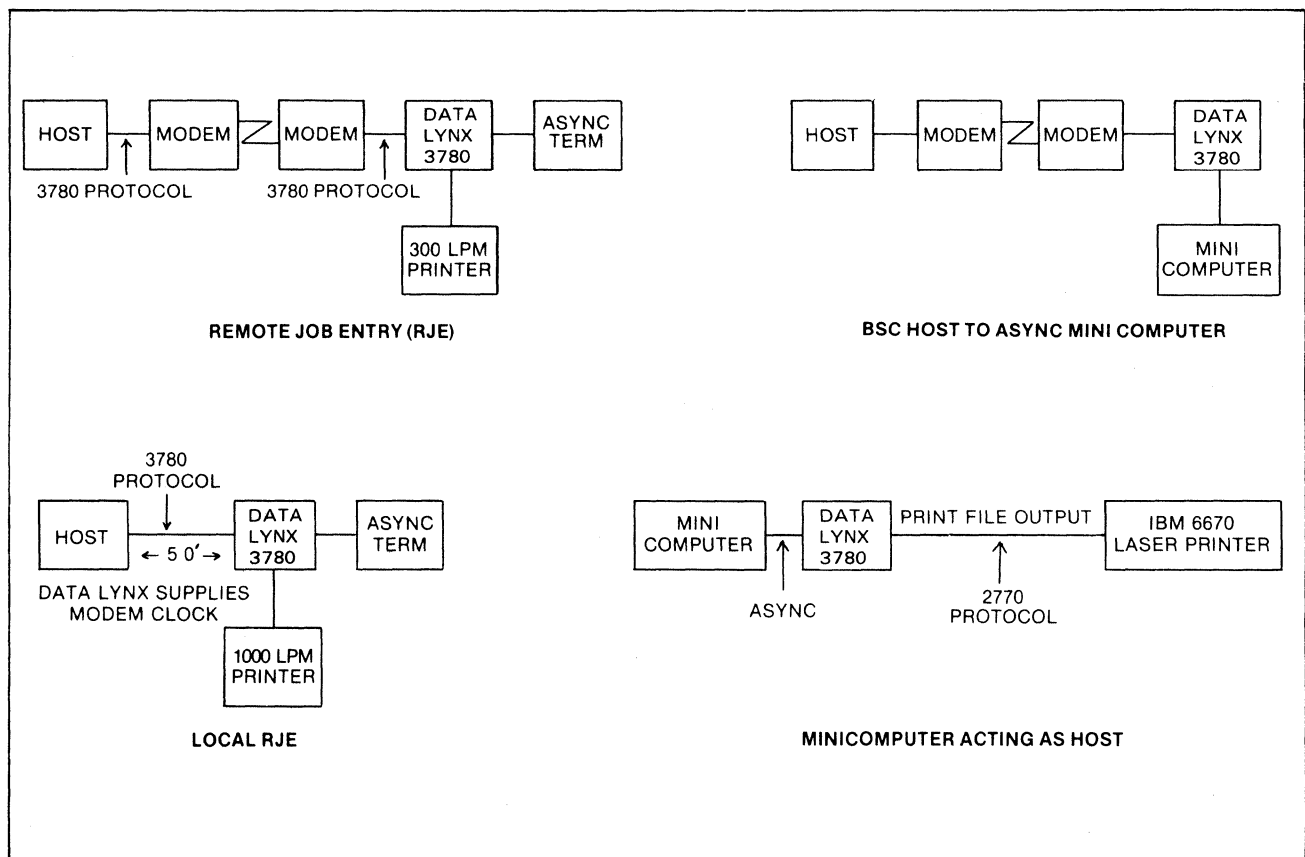 HOST
MODEM
MODEM
DATA
LYNX
3780
ASYNC
TERM
3780 PROTOCOL
3780 PROTOCOL
300 LPM
PRINTER
REMOTE JOB ENTRY (RJE)
HOST
MODEM
MODEM
DATA
LYNX
3780
MINI
COMPUTER
BSC HOST TO ASYNC MINI COMPUTER
3780
PROTOCOL
HOST
← 50′ →
DATA
LYNX
3780
ASYNC
TERM
DATA LYNX SUPPLIES
MODEM CLOCK
1000 LPM
PRINTER
LOCAL RJE
MINI
COMPUTER
ASYNC
DATA
LYNX
3780
PRINT FILE OUTPUT
2770
PROTOCOL
IBM 6670
LASER PRINTER
MINICOMPUTER ACTING AS HOST